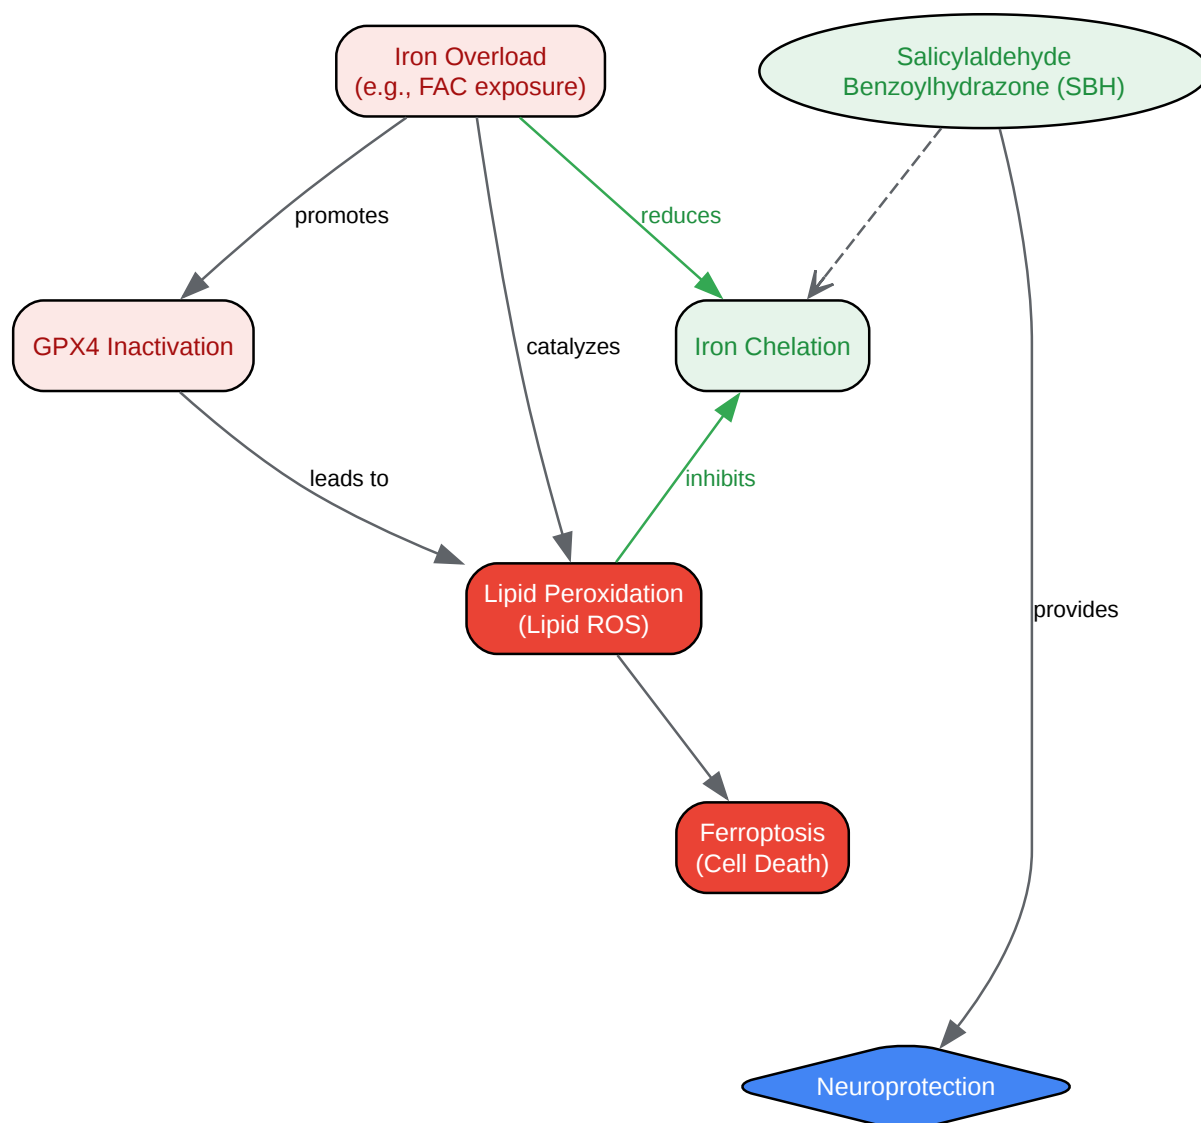 Iron Overload
(e.g., FAC exposure)
Salicylaldehyde
Benzoylhydrazone (SBH)
promotes
reduces
GPX4 Inactivation
catalyzes
Iron Chelation
leads to
inhibits
Lipid Peroxidation
(Lipid ROS)
provides
Ferroptosis
(Cell Death)
Neuroprotection